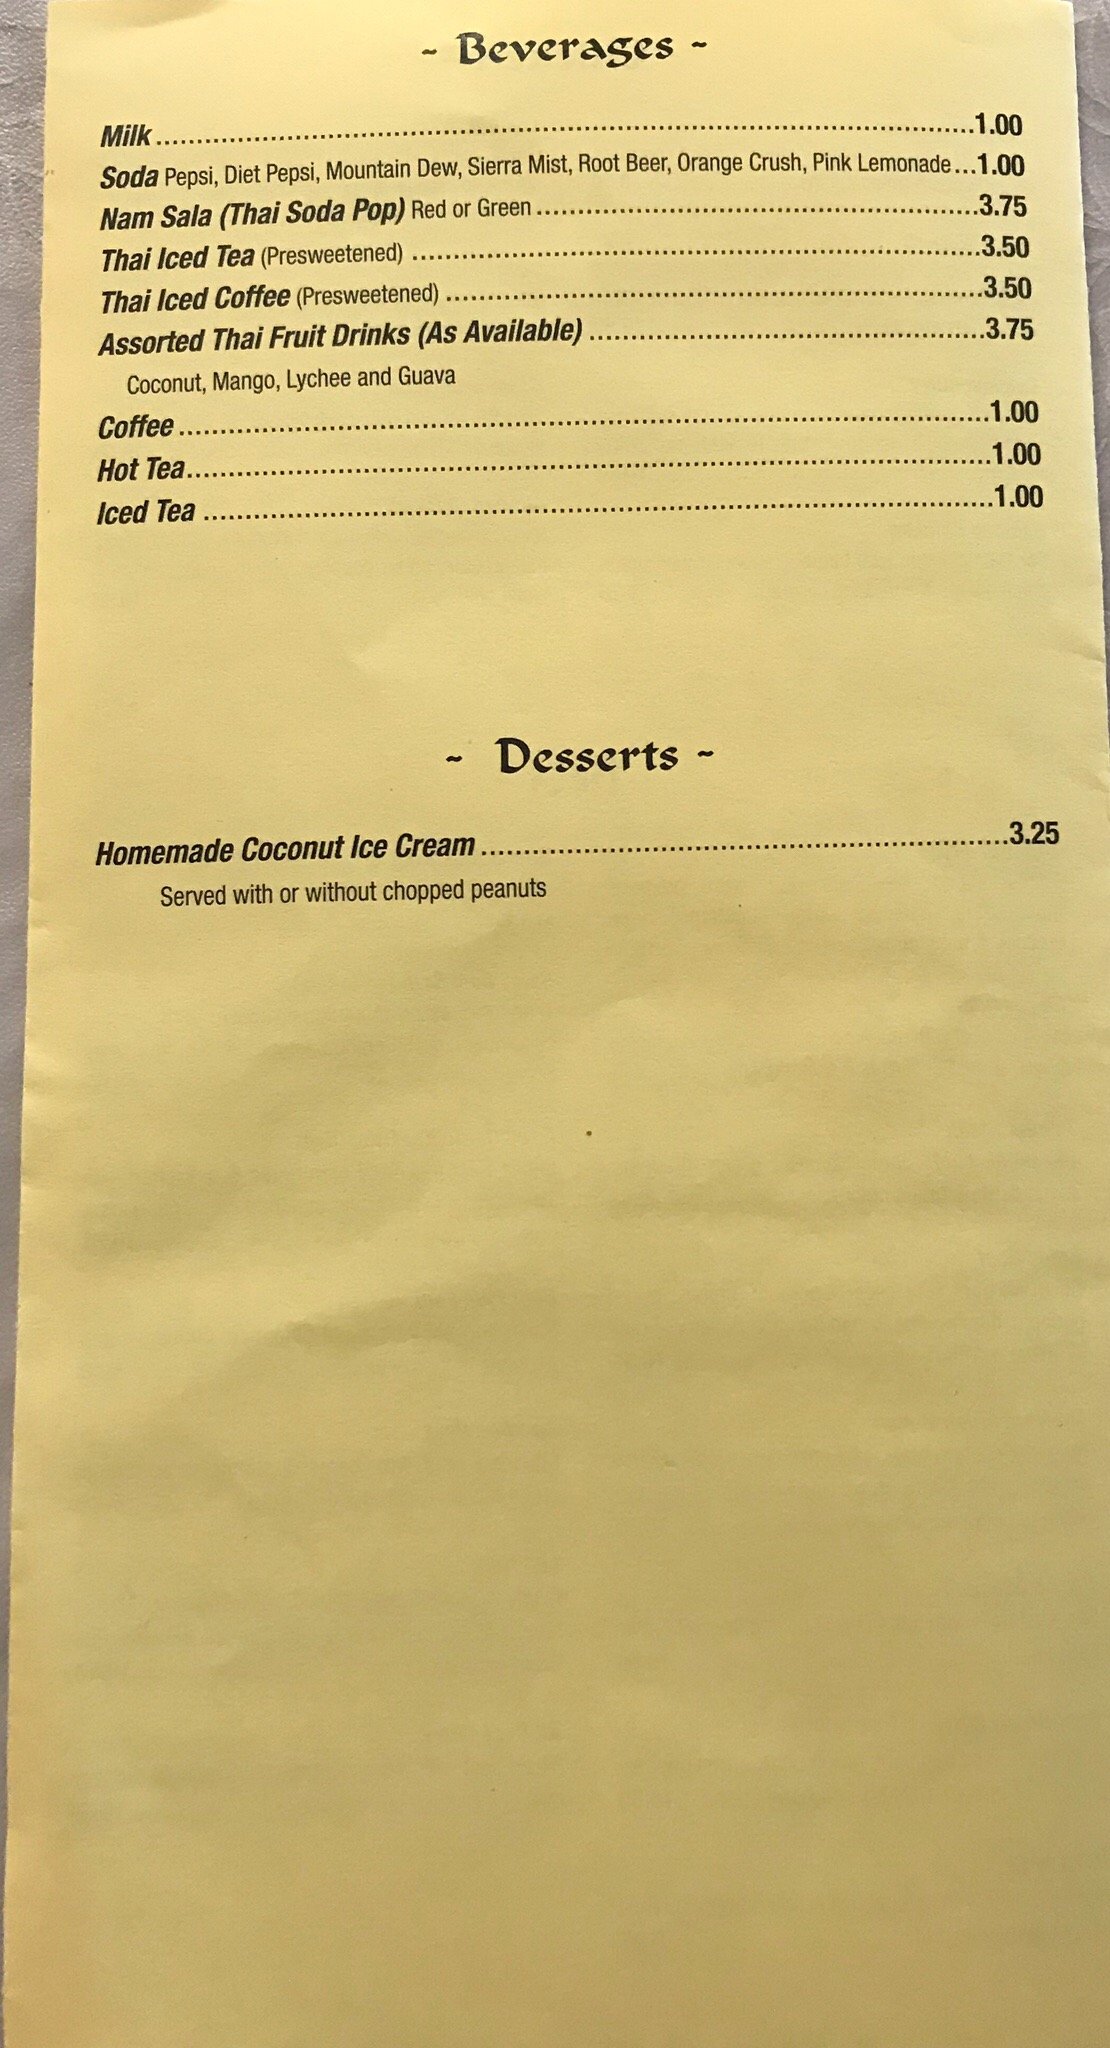 - Beverages -
Milk........................................................................................................................1.00
Soda Pepsi, Diet Pepsi, Mountain Dew, Sierra Mist, Root Beer, Orange Crush, Pink Lemonade...1.00
Nam Sala (Thai Soda Pop) Red or Green................................................................3.75
Thai Iced Tea (Presweetened) ....................................................................................3.50
Thai Iced Coffee (Presweetened) ...............................................................................3.50
Assorted Thai Fruit Drinks (As Available) ..........................................................3.75
Coconut, Mango, Lychee and Guava
Coffee.......................................................................................................................1.00
Hot Tea.....................................................................................................................1.00
Iced Tea ...................................................................................................................1.00
- Desserts -
Homemade Coconut Ice Cream..............................................................................3.25
Served with or without chopped peanuts